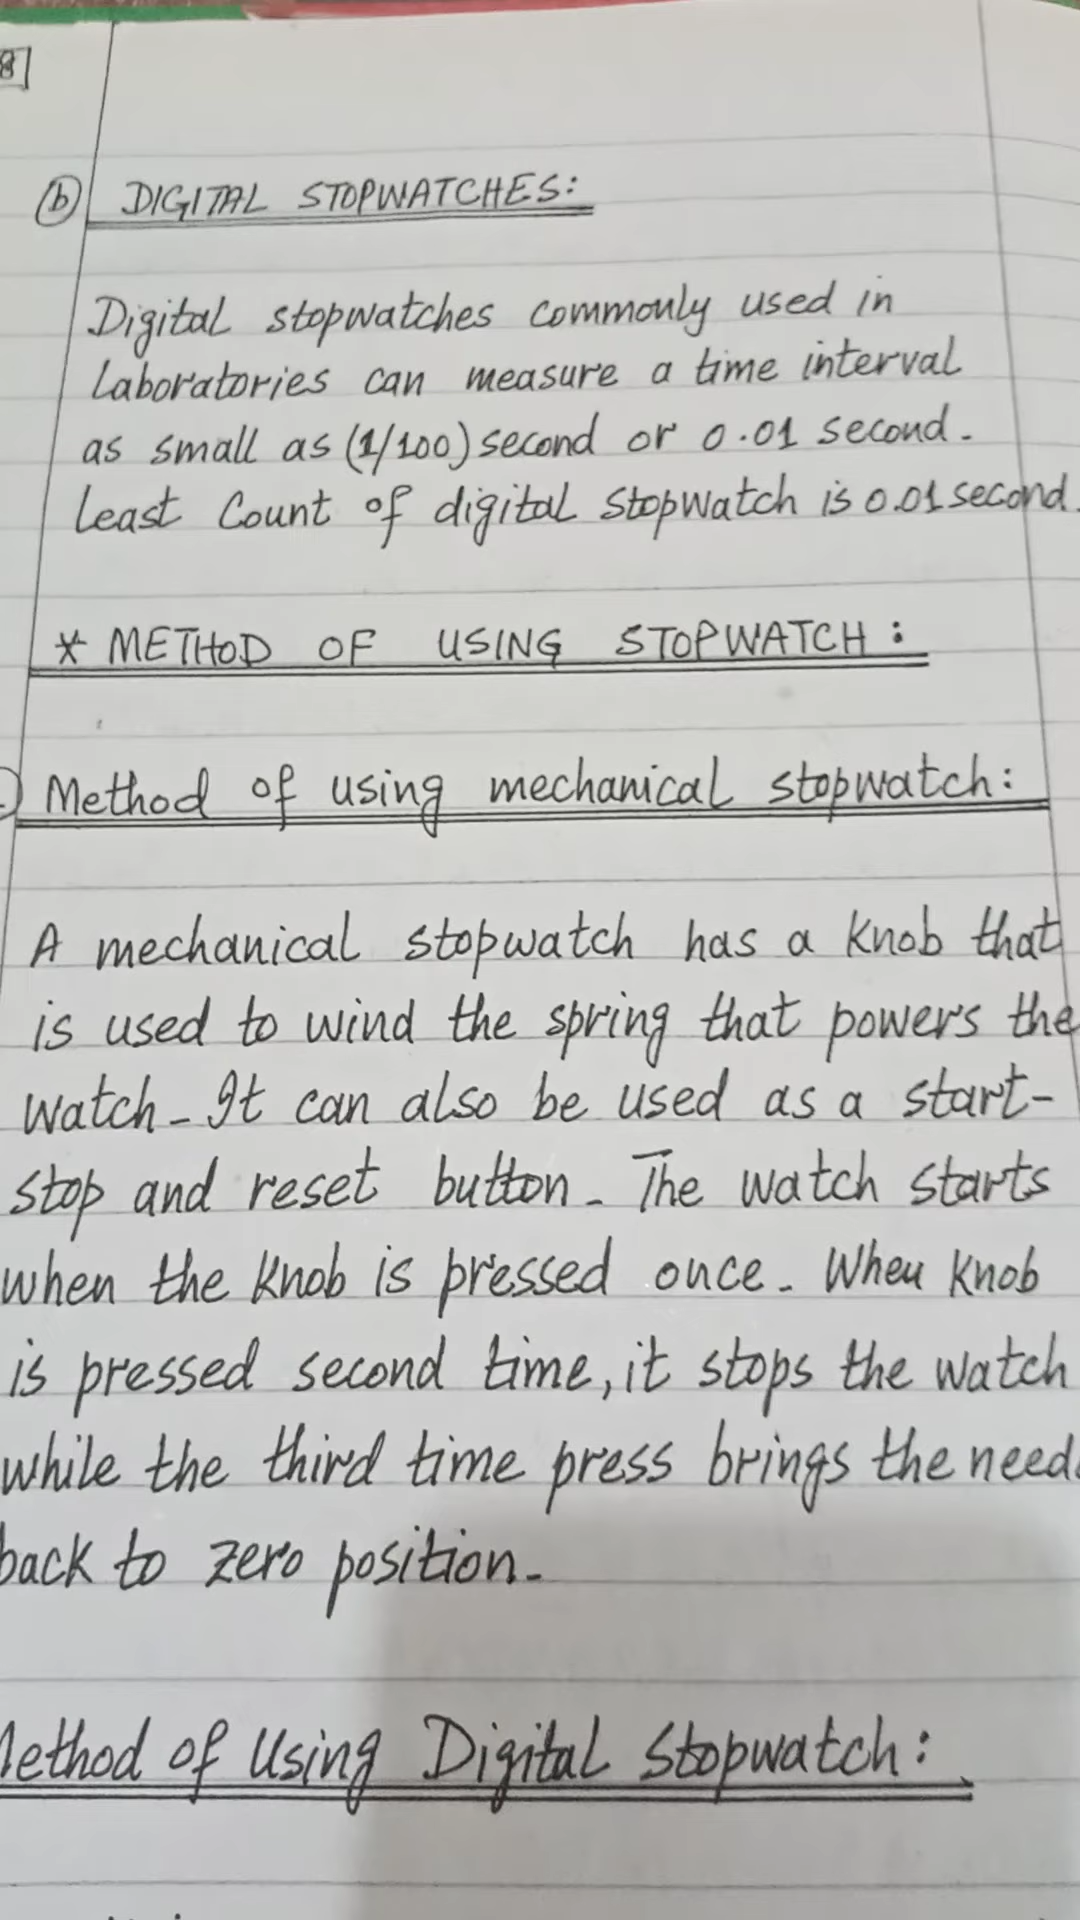 8
(b) DIGITAL STOPWATCHES:
Digital stopwatches commonly used in
Laboratories can measure a time interval
as small as (1/100) second or 0.01 second.
Least Count of digital stopwatch is 0.01 second.
* METHOD OF USING STOPWATCH:
Method of using mechanical stopwatch:
A mechanical stopwatch has a knob that
is used to wind the spring that powers the
watch. It can also be used as a start-
stop and reset button. The watch starts
when the knob is pressed once. When knob
is pressed second time, it stops the watch
while the third time press brings the need
back to zero position.
Method of Using Digital Stopwatch: